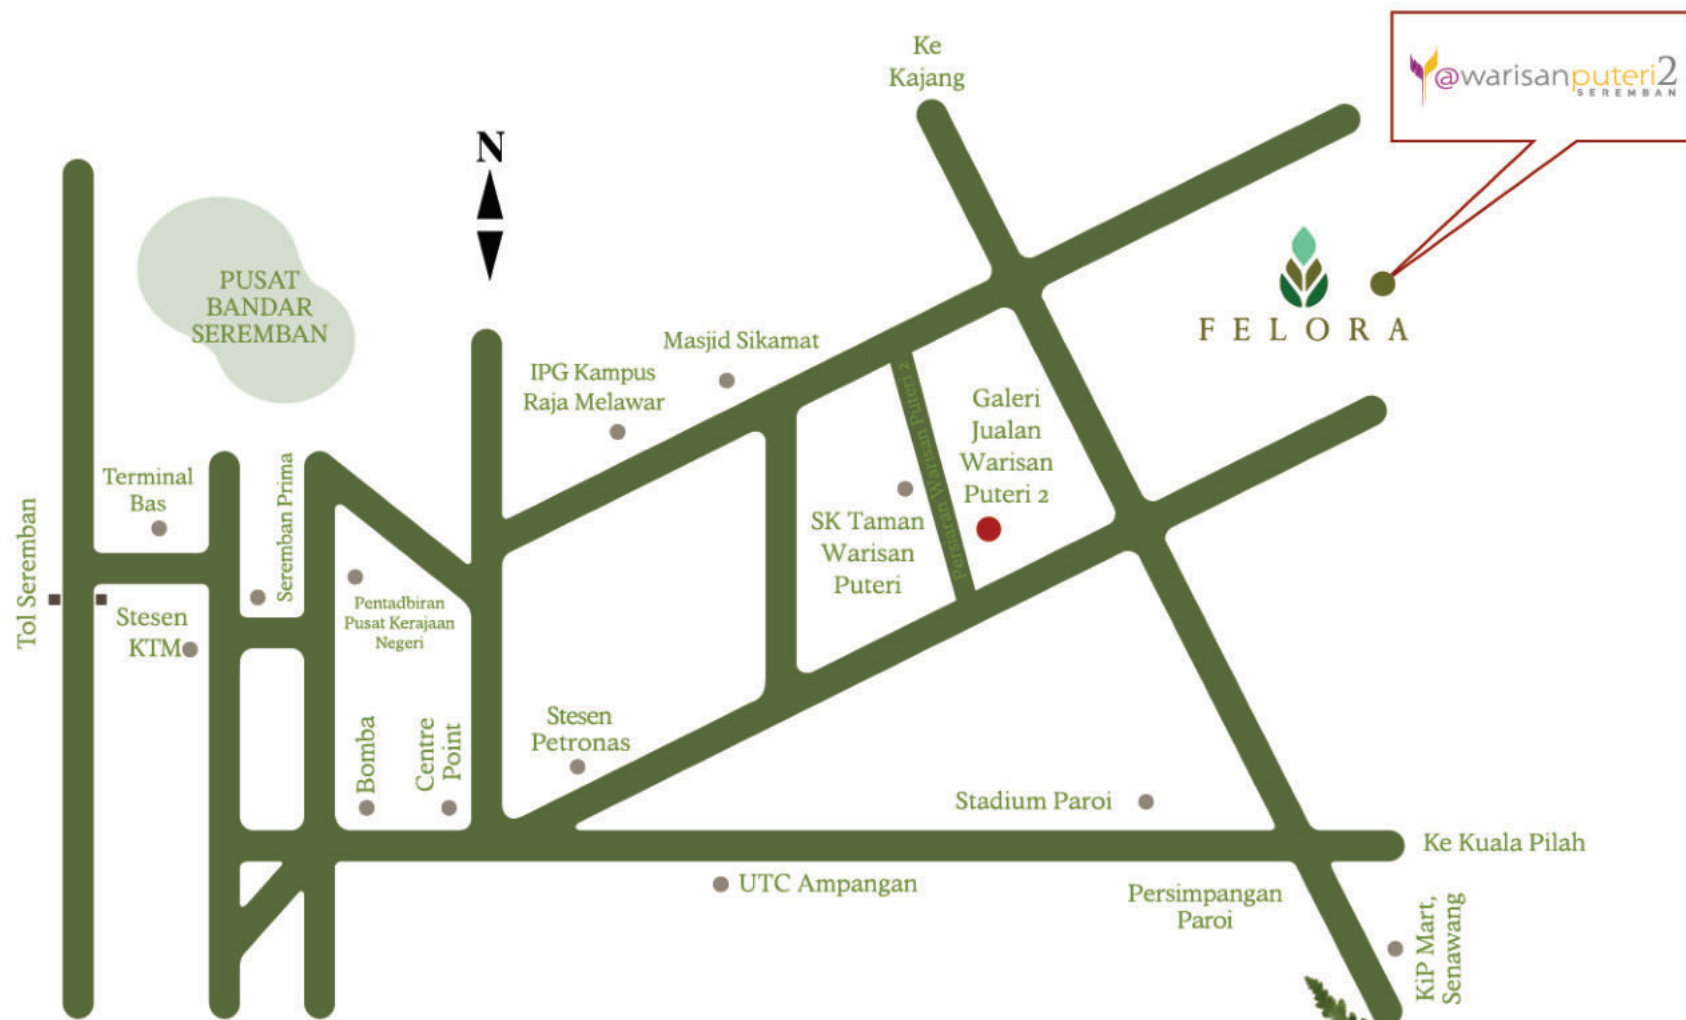 Ke
Kajang
@warisanputeri2
SEREMBAN
N
PUSAT
BANDAR
SEREMBAN
FELORA
Masjid Sikamat
IPG Kampus
Raja Melawar
Persiaran Warisan Puteri 2
Galeri
Jualan
Warisan
Puteri 2
Terminal
Bas
Seremban Prima
Tol Seremban
SK Taman
Warisan
Puteri
Pentadbiran
Pusat Kerajaan
Negeri
Stesen
KTM
Stesen
Petronas
Bomba
Centre
Point
Stadium Paroi
Ke Kuala Pilah
UTC Ampangan
Persimpangan
Paroi
KiP Mart,
Senawang